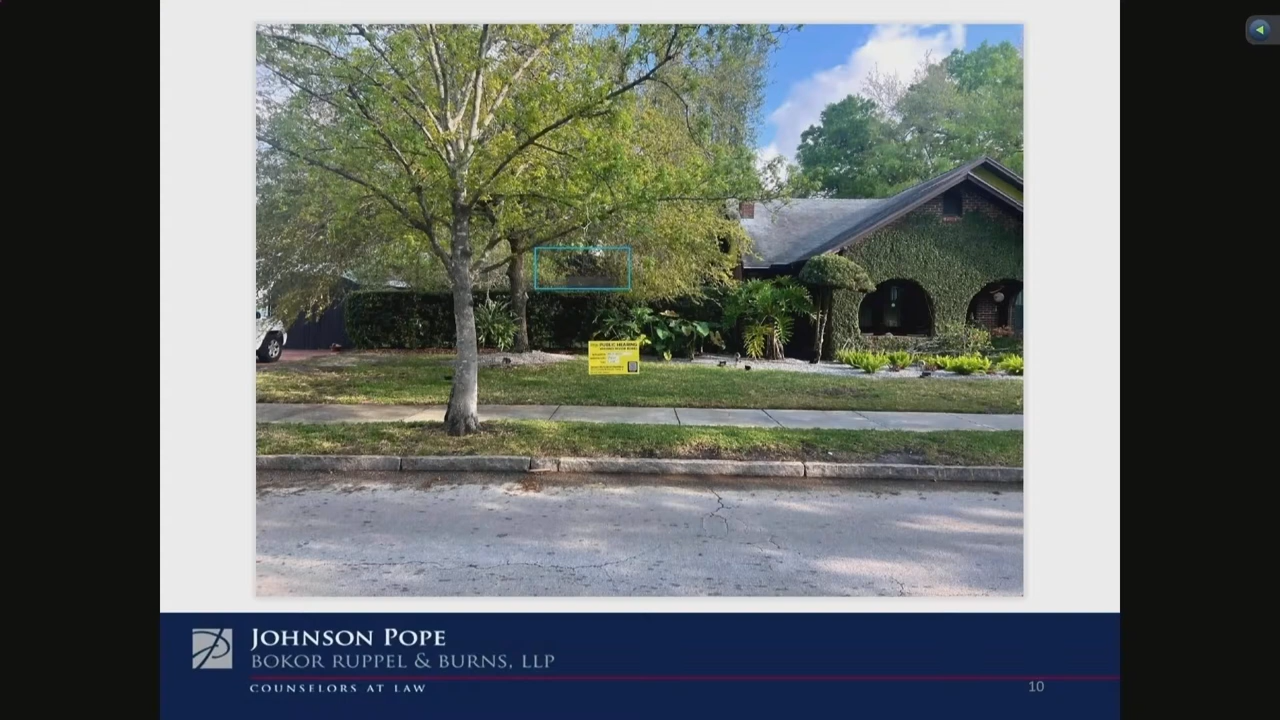 PUBLIC HEARING
JOHNSON POPE
BOKOR RUPPEL & BURNS, LLP
COUNSELORS AT LAW
10